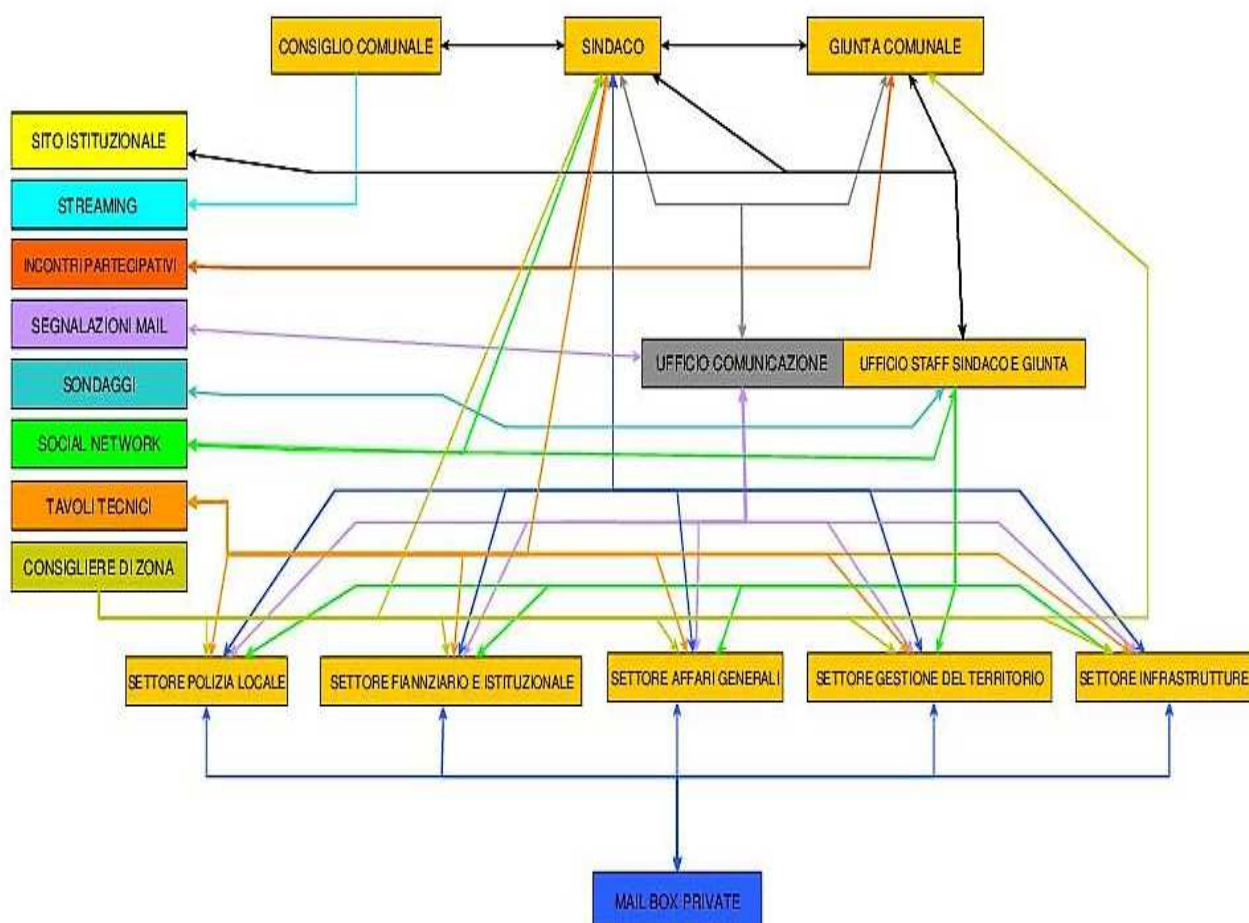 CONSIGLIO COMUNALE
SINDACO
GIUNTA COMUNALE
SITO ISTITUZIONALE
STREAMING
INCONTRI PARTECIPATIVI
SEGNALAZIONI MAIL
UFFICIO COMUNICAZIONE
UFFICIO STAFF SINDACO E GIUNTA
SONDAGGI
SOCIAL NETWORK
TAVOLI TECNICI
CONSIGLIERE DI ZONA
SETTORE POLIZIA LOCALE
SETTORE FIANNZIARIO E ISTITUZIONALE
SETTORE AFFARI GENERALI
SETTORE GESTIONE DEL TERRITORIO
SETTORE INFRASTRUTTURE
MAIL BOX PRIVATE